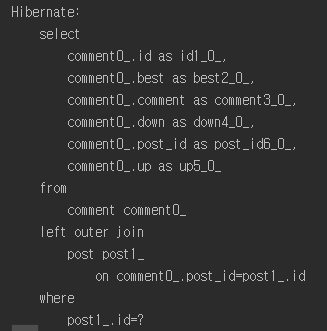 Hibernate:
select
comment0_.id as id1_0_,
comment0_.best as best2_0_,
comment0_.comment as comment3_0_,
comment0_.down as down4_0_,
comment0_.post_id as post_id6_0_,
comment0_.up as up5_0_
from
comment comment0_
left outer join
post post1_
on comment0_.post_id=post1_.id
where
post1_.id=?